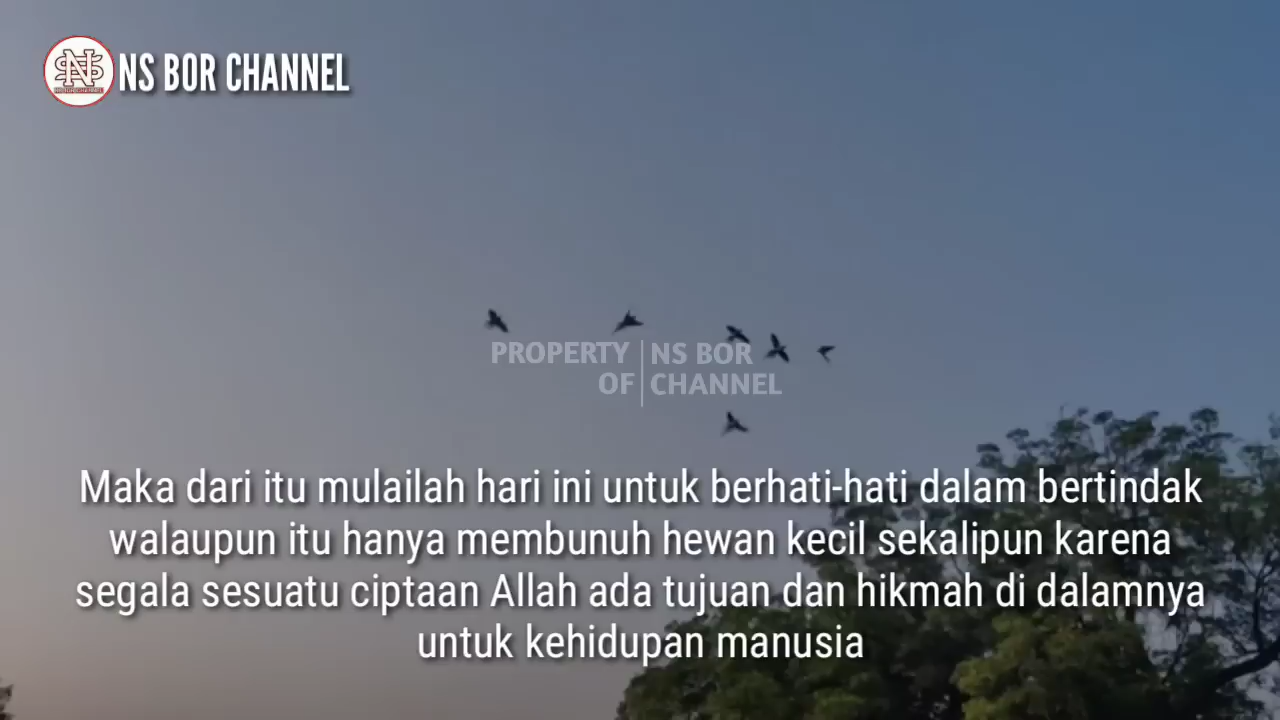 NS BOR CHANNEL
PROPERTY OF
NS BOR CHANNEL
Maka dari itu mulailah hari ini untuk berhati-hati dalam bertindak
walaupun itu hanya membunuh hewan kecil sekalipun karena
segala sesuatu ciptaan Allah ada tujuan dan hikmah di dalamnya
untuk kehidupan manusia